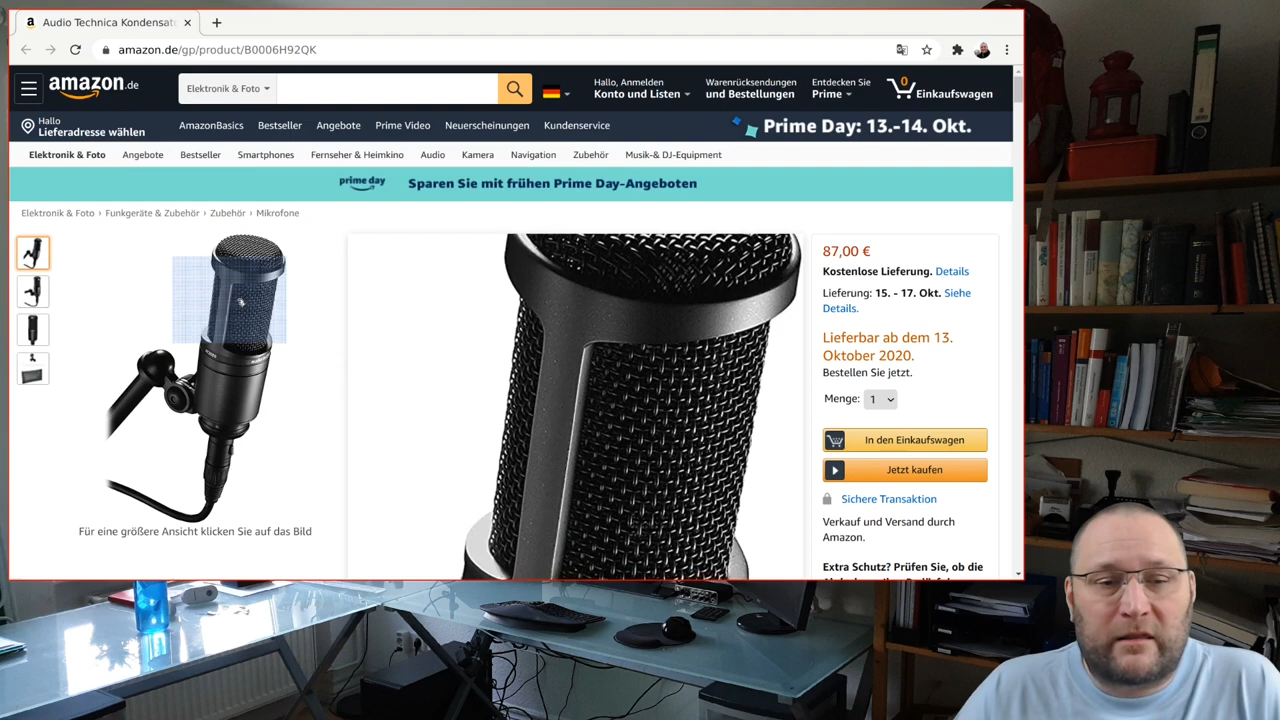 Audio Technica Kondensat
amazon.de/gp/product/B0006H92QK
amazon.de
Elektronik & Foto
Hallo, Anmelden
Konto und Listen
Warenrücksendungen
und Bestellungen
Entdecken Sie
Prime
0
Einkaufswagen
Hallo
Lieferadresse wählen
AmazonBasics
Bestseller
Angebote
Prime Video
Neuerscheinungen
Kundenservice
Prime Day: 13.-14. Okt.
Elektronik & Foto
Angebote
Bestseller
Smartphones
Fernseher & Heimkino
Audio
Kamera
Navigation
Zubehör
Musik-& DJ-Equipment
prime day
Sparen Sie mit frühen Prime Day-Angeboten
Elektronik & Foto › Funkgeräte & Zubehör › Zubehör › Mikrofone
Für eine größere Ansicht klicken Sie auf das Bild
87,00 €
Kostenlose Lieferung. Details
Lieferung: 15. - 17. Okt. Siehe
Details.
Lieferbar ab dem 13.
Oktober 2020.
Bestellen Sie jetzt.
Menge: 1
In den Einkaufswagen
Jetzt kaufen
Sichere Transaktion
Verkauf und Versand durch
Amazon.
Extra Schutz? Prüfen Sie, ob die